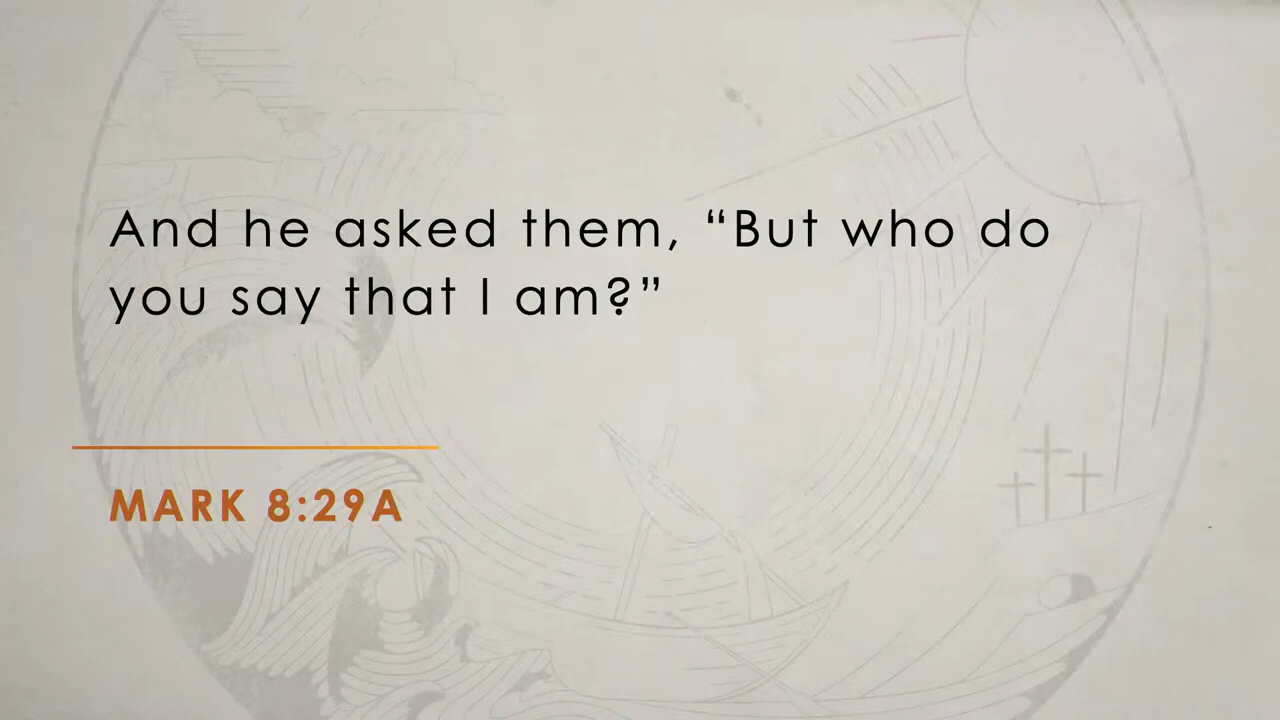 And he asked them, “But who do
you say that I am?”
MARK 8:29A